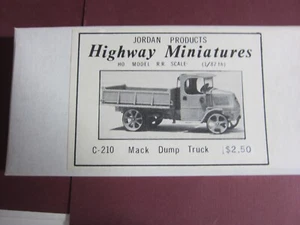 JORDAN PRODUCTS
Highway Miniatures
HO MODEL R.R. SCALE (1/87TH)
C-210 Mack Dump Truck $2.50